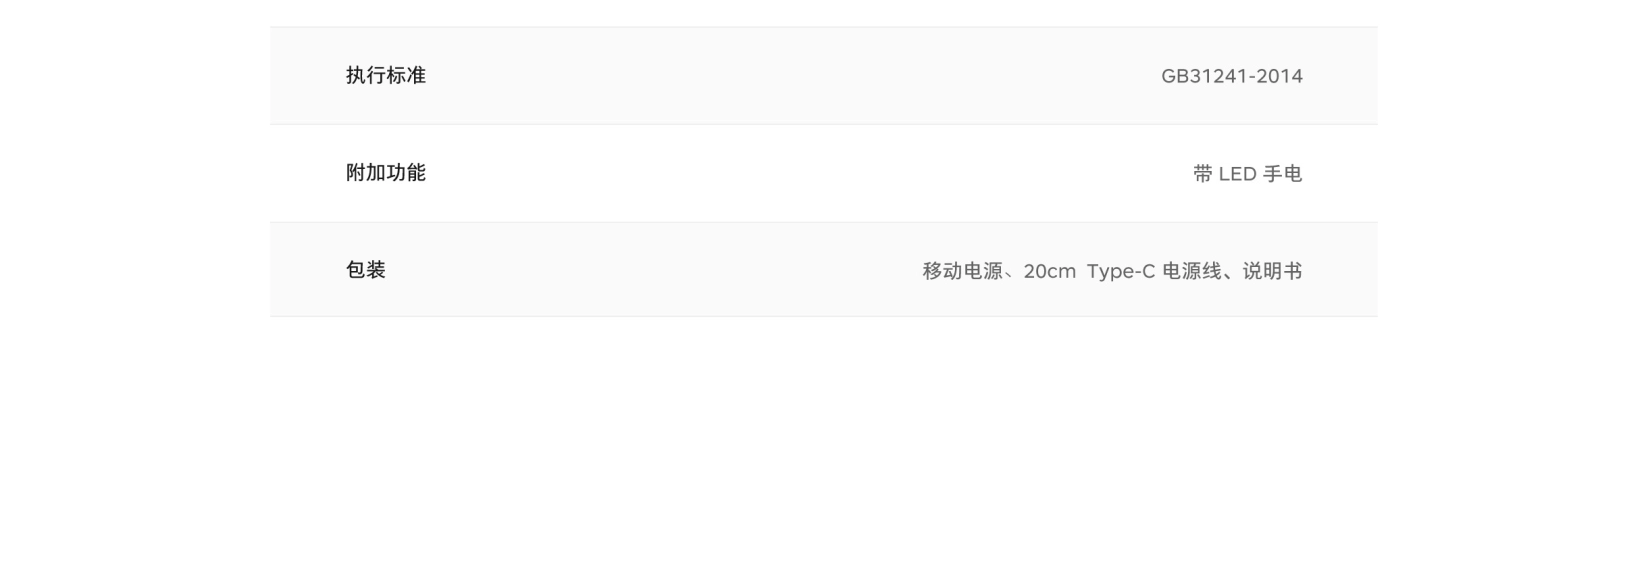 执行标准 GB31241-2014
附加功能 带 LED 手电
包装 移动电源、20cm Type-C 电源线、说明书